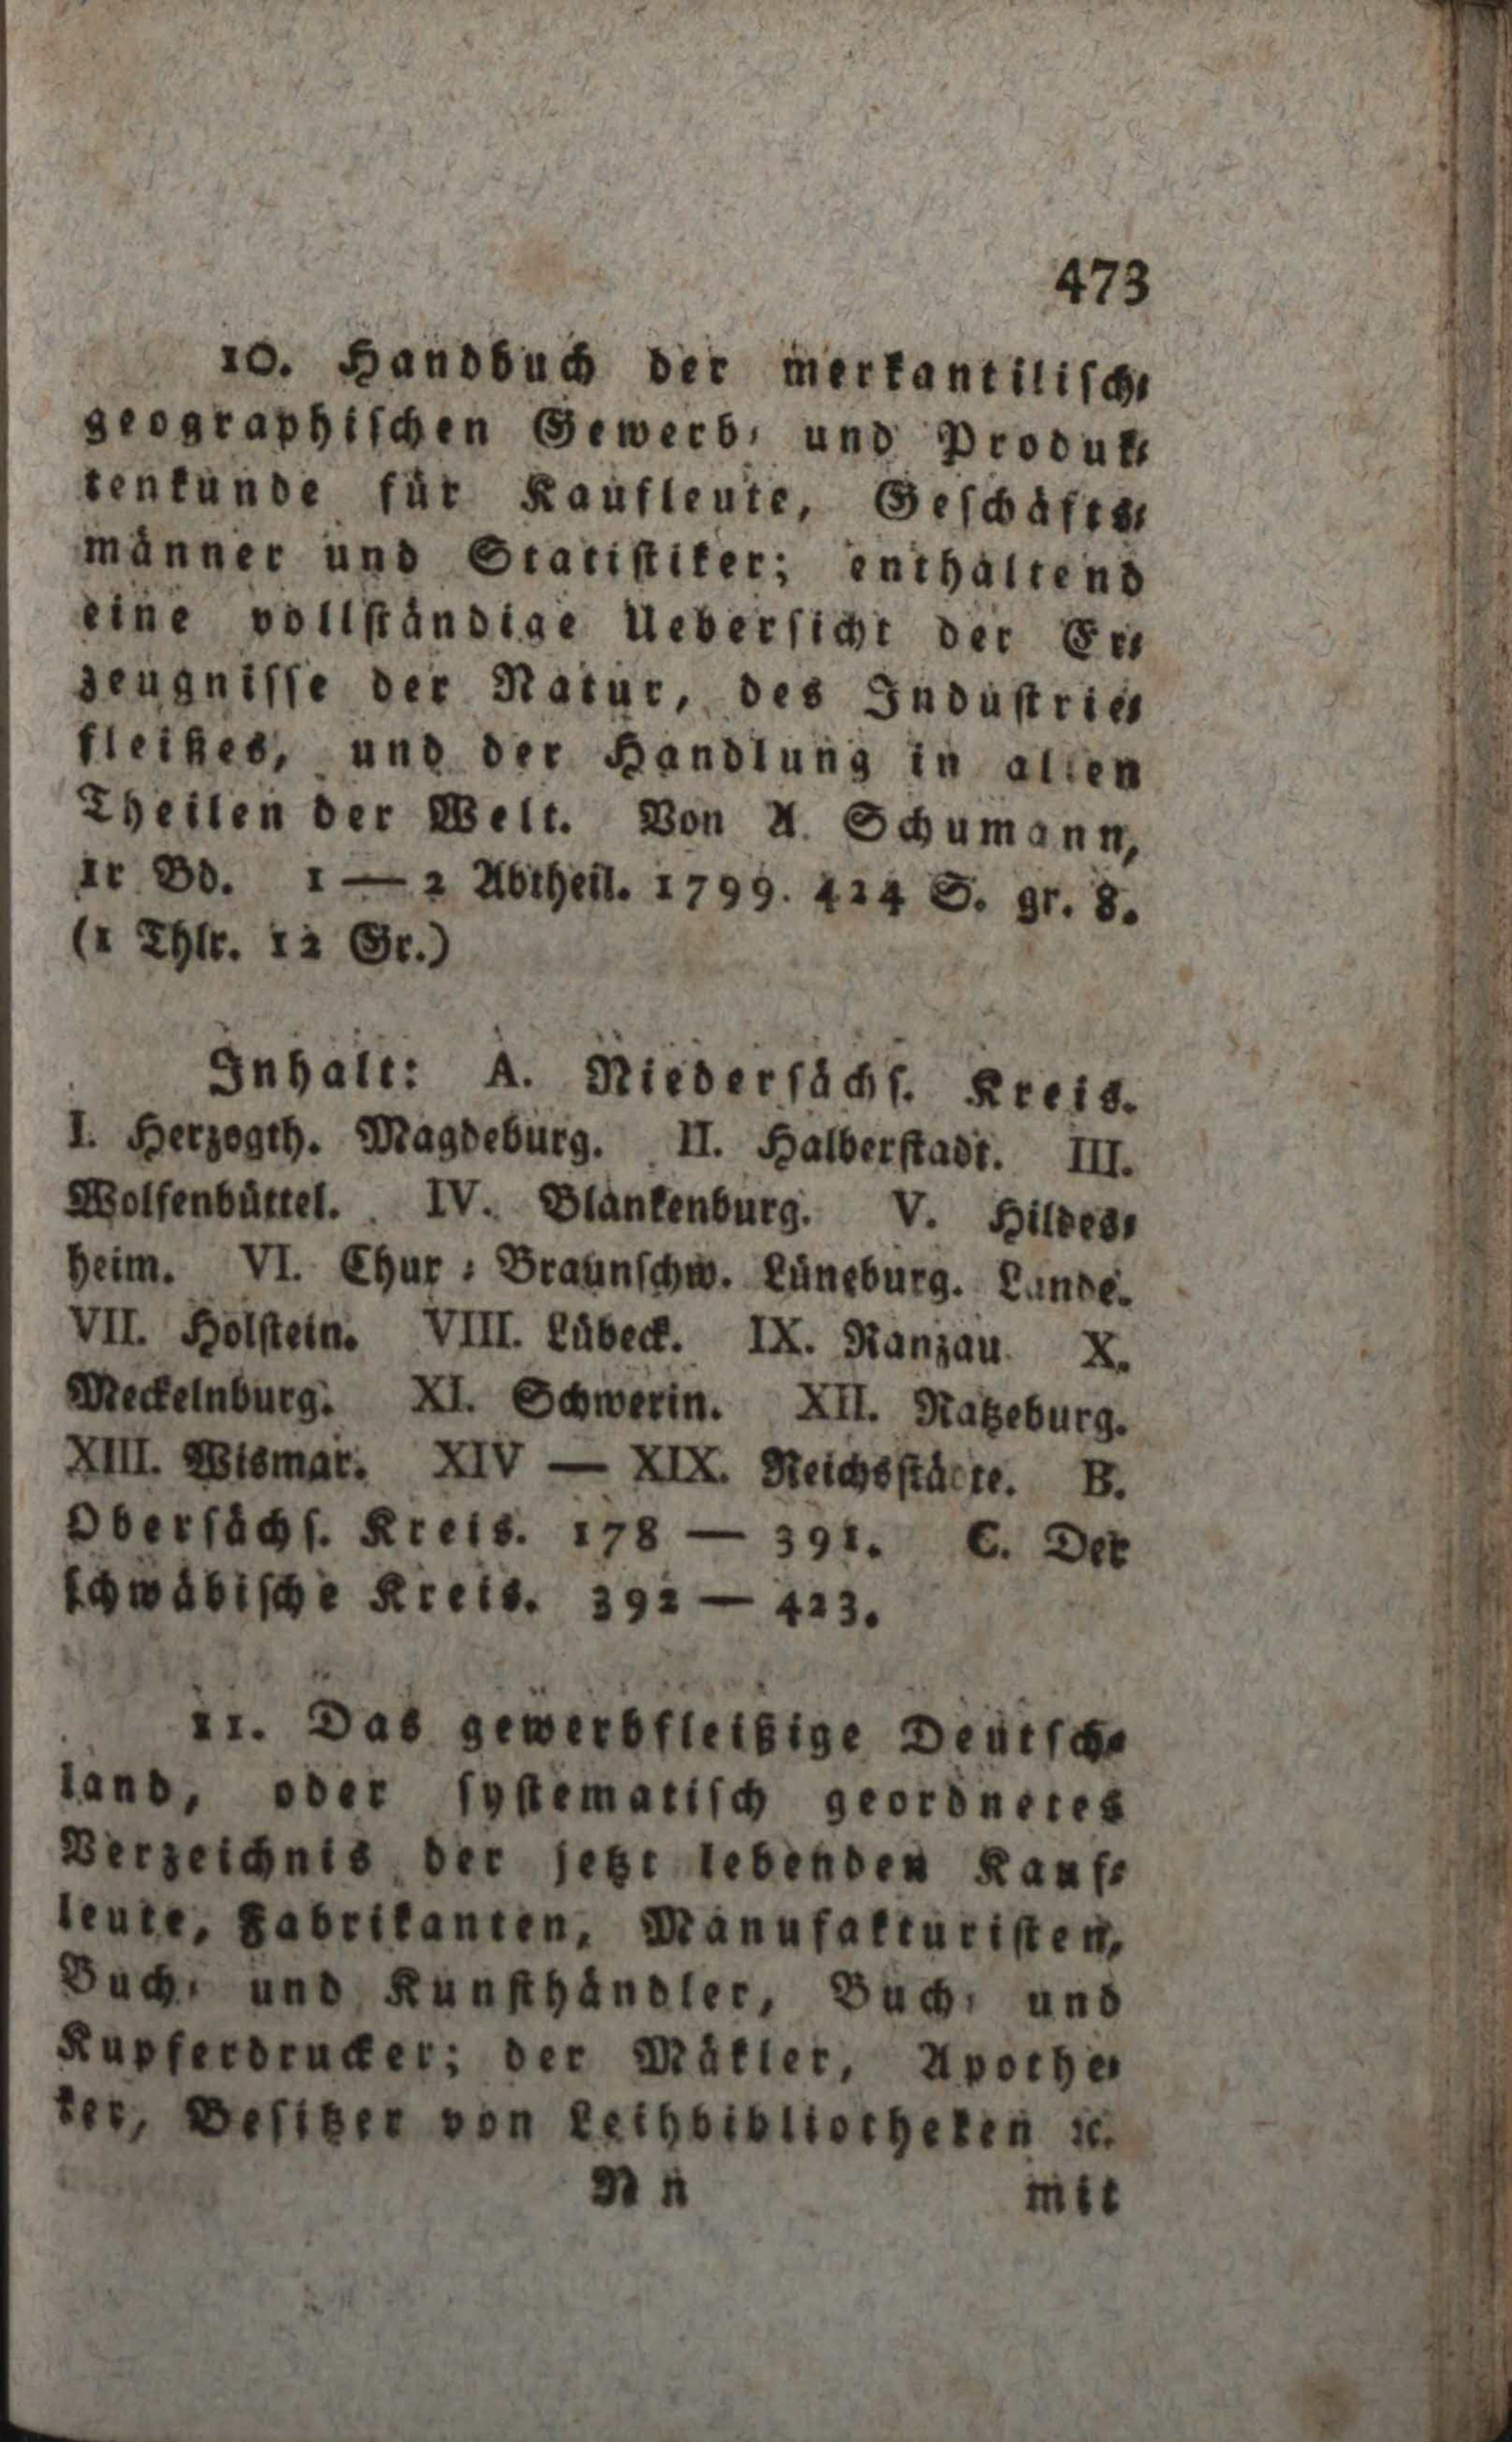 473
10. Handbuch der merkantilisch-
geographischen Gewerb- und Produk-
tenkunde für Kaufleute, Geschäfts-
männer und Statistiker; enthaltend
eine vollständige Uebersicht der Er-
zeugnisse der Natur, des Industrie-
fleißes, und der Handlung in allen
Theilen der Welt. Von A. Schumann,
1r Bd. 1 — 2 Abtheil. 1799. 424 S. gr. 8.
(1 Thlr. 12 Gr.)
Inhalt: A. Niedersächs. Kreis.
I. Herzogth. Magdeburg. II. Halberstadt. III.
Wolfenbüttel. IV. Blankenburg. V. Hildes-
heim. VI. Chur-Braunschw. Lüneburg. Lande.
VII. Holstein. VIII. Lübeck. IX. Ranzau. X.
Meckelnburg. XI. Schwerin. XII. Ratzeburg.
XIII. Wismar. XIV — XIX. Reichsstädte. B.
Obersächs. Kreis. 178 — 391. C. Der
schwäbische Kreis. 392 — 423.
11. Das gewerbfleißige Deutsch-
land, oder systematisch geordnetes
Verzeichnis der jetzt lebenden Kauf-
leute, Fabrikanten, Manufakturisten,
Buch- und Kunsthändler, Buch- und
Kupferdrucker; der Mäkler, Apothe-
ker, Besitzer von Leihbibliotheken ꝛc.
Nn mit